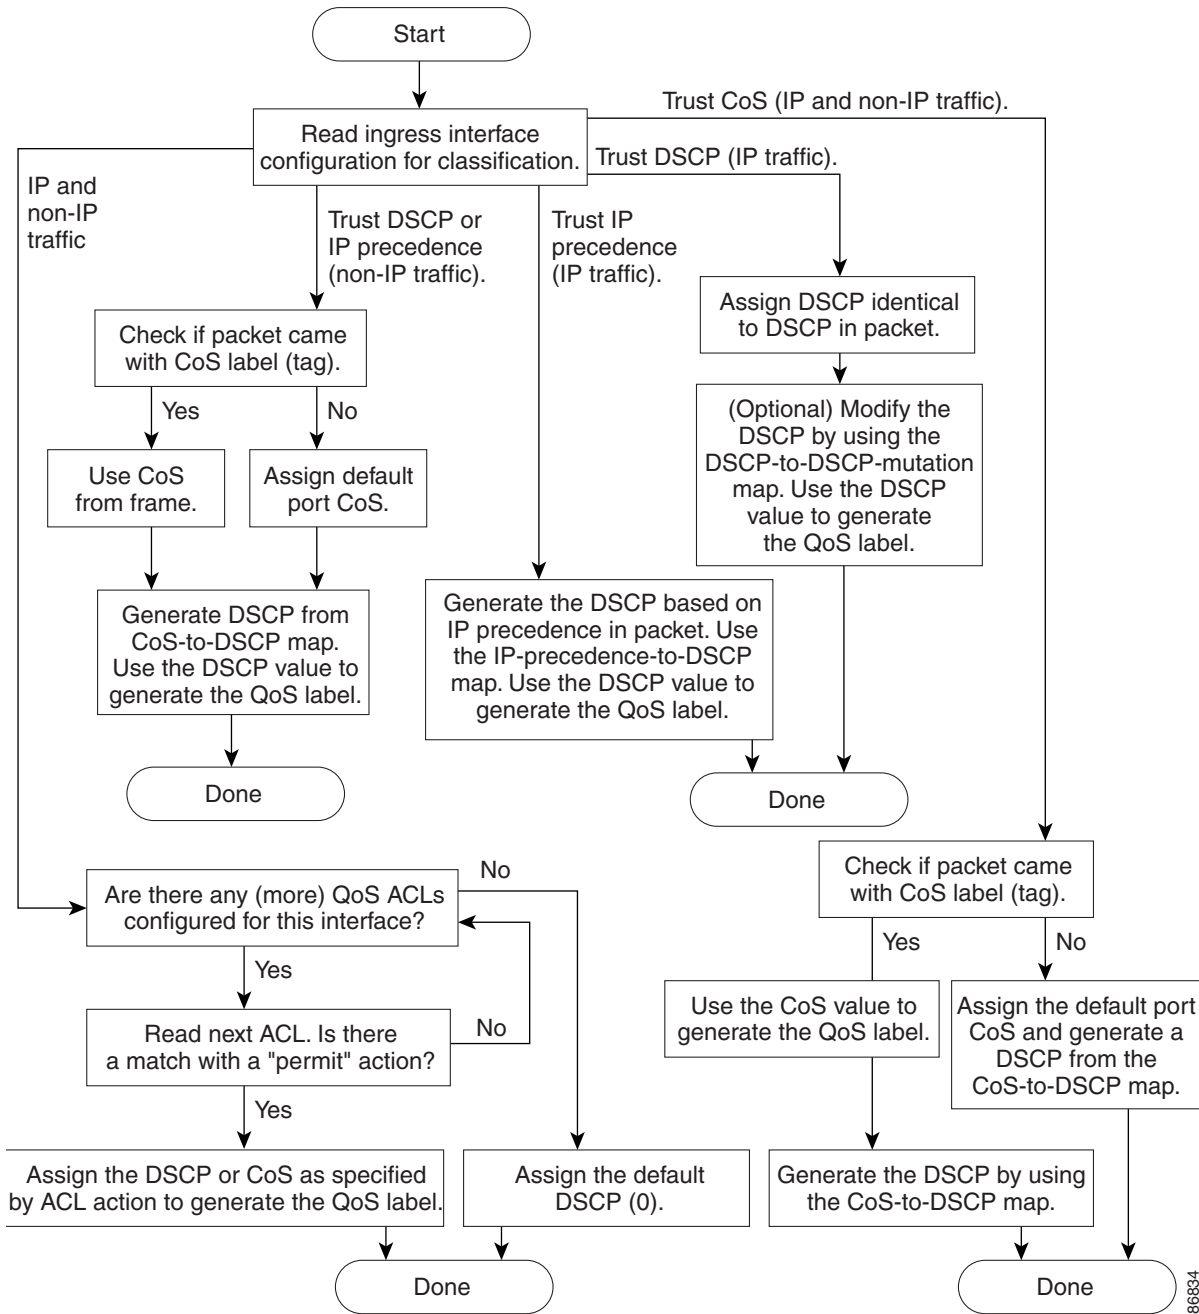 Start
Trust CoS (IP and non-IP traffic).
Read ingress interface
configuration for classification.
Trust DSCP (IP traffic).
IP and
non-IP
traffic
Trust DSCP or
IP precedence
(non-IP traffic).
Trust IP
precedence
(IP traffic).
Assign DSCP identical
to DSCP in packet.
Check if packet came
with CoS label (tag).
(Optional) Modify the
DSCP by using the
DSCP-to-DSCP-mutation
map. Use the DSCP
value to generate
the QoS label.
Yes
No
Use CoS
from frame.
Assign default
port CoS.
Generate DSCP from
CoS-to-DSCP map.
Use the DSCP value to
generate the QoS label.
Generate the DSCP based on
IP precedence in packet. Use
the IP-precedence-to-DSCP
map. Use the DSCP value to
generate the QoS label.
Done
Done
Are there any (more) QoS ACLs
configured for this interface?
No
Check if packet came
with CoS label (tag).
Yes
Yes
No
Read next ACL. Is there
a match with a "permit" action?
No
Use the CoS value to
generate the QoS label.
Assign the default port
CoS and generate a
DSCP from the
CoS-to-DSCP map.
Yes
Assign the DSCP or CoS as specified
by ACL action to generate the QoS label.
Assign the default
DSCP (0).
Generate the DSCP by using
the CoS-to-DSCP map.
Done
Done
86834